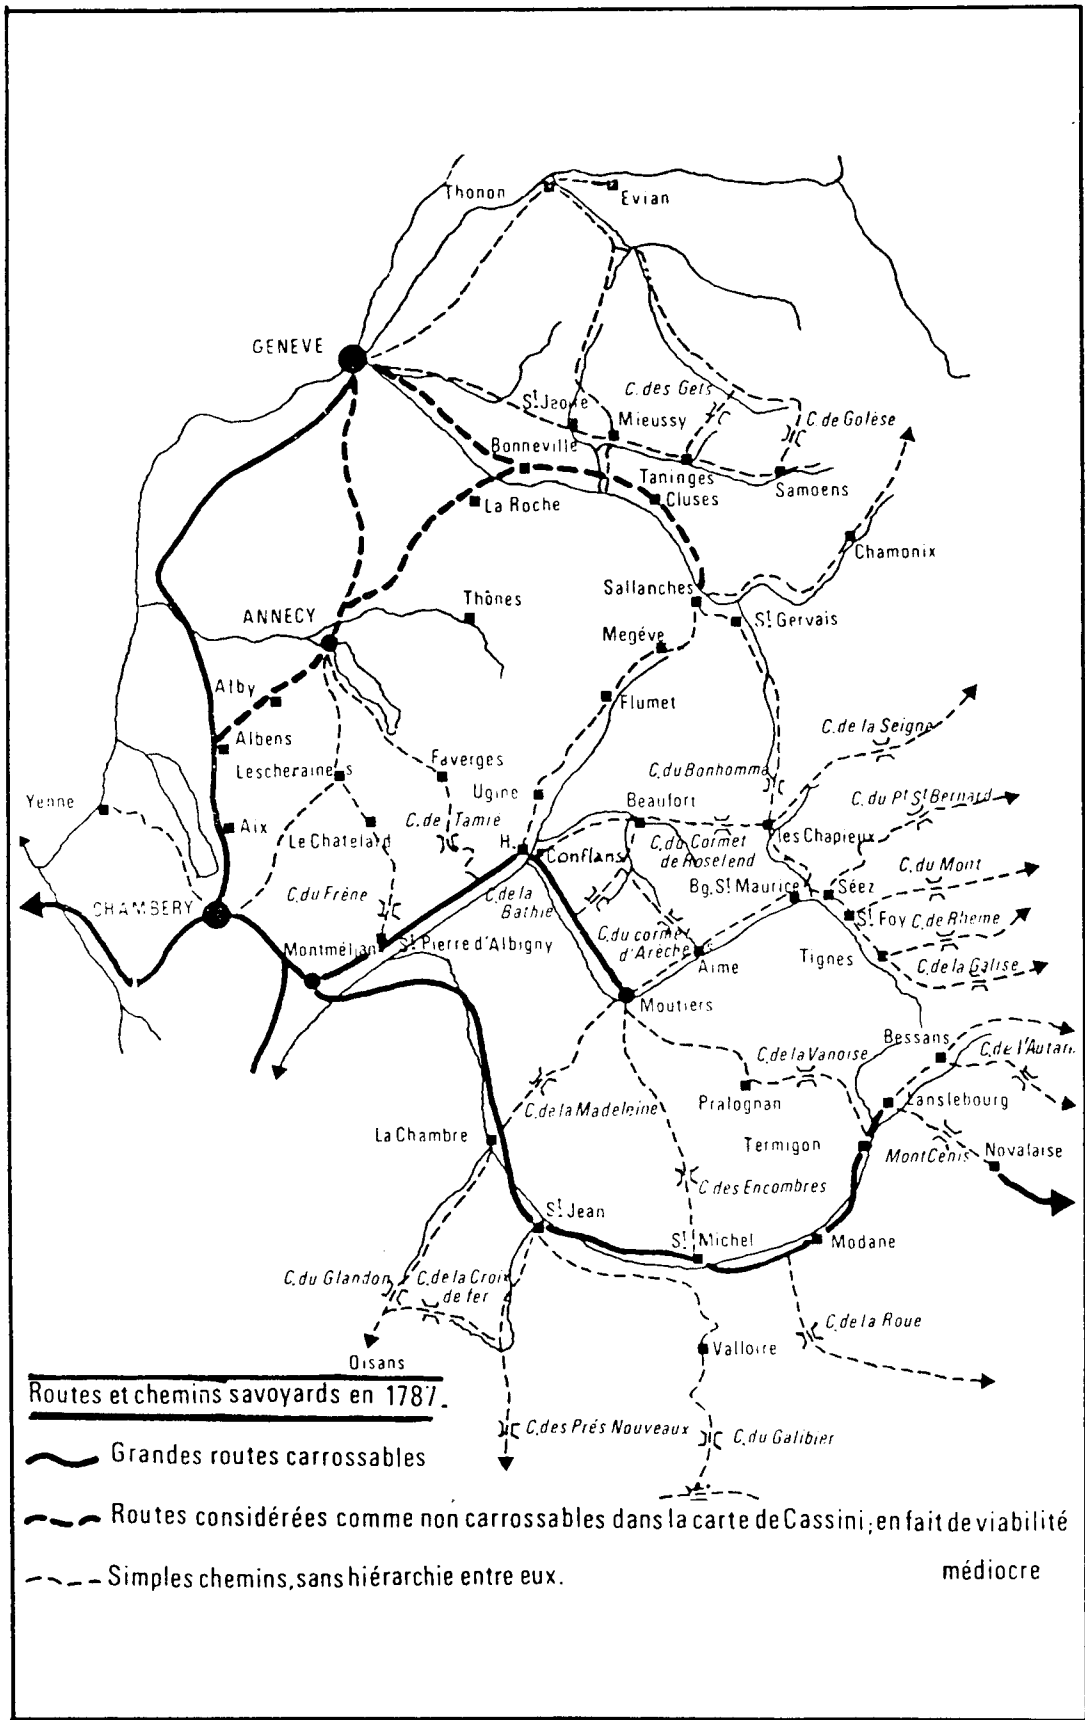 Thonon
Evian
GENEVE
C. des Gets
St Jeoire
Mieussy
C. de Golèse
Bonneville
Taninges
Cluses
Samoens
La Roche
Chamonix
Sallanches
Thônes
ANNECY
St Gervais
Megéve
Alby
Flumet
C. de la Seigne
Albens
Faverges
Lescheraines
C. du Bonhomme
Ugine
Beaufort
C. du Pt St Bernard
Yenne
Aix
Le Chatelard
C. de Tamié
H.
Conflans
C. du Cormet
de Roselend
les Chapieux
C. du Mont
Bg. St Maurice
Séez
C. du Frêne
C. de la
Bathie
CHAMBERY
St Foy
C. de Rheme
C. du cormet
d'Arèche
Montmélian
St Pierre d'Albigny
Aime
Tignes
C. de la Galise
Moutiers
Bessans
C. de l'Autar
C. de la Vanoise
C. de la Madeleine
Pralognan
Lanslebourg
La Chambre
Termignon
Mont Cenis
Novalaise
C. des Encombres
St Jean
St Michel
Modane
C. du Glandon
C. de la Croix
de fer
C. de la Roue
Valloire
Oisans
Routes et chemins savoyards en 1787.
C. des Prés Nouveaux
C. du Galibier
Grandes routes carrossables
Routes considérées comme non carrossables dans la carte de Cassini; en fait de viabilité
médiocre
Simples chemins, sans hiérarchie entre eux.